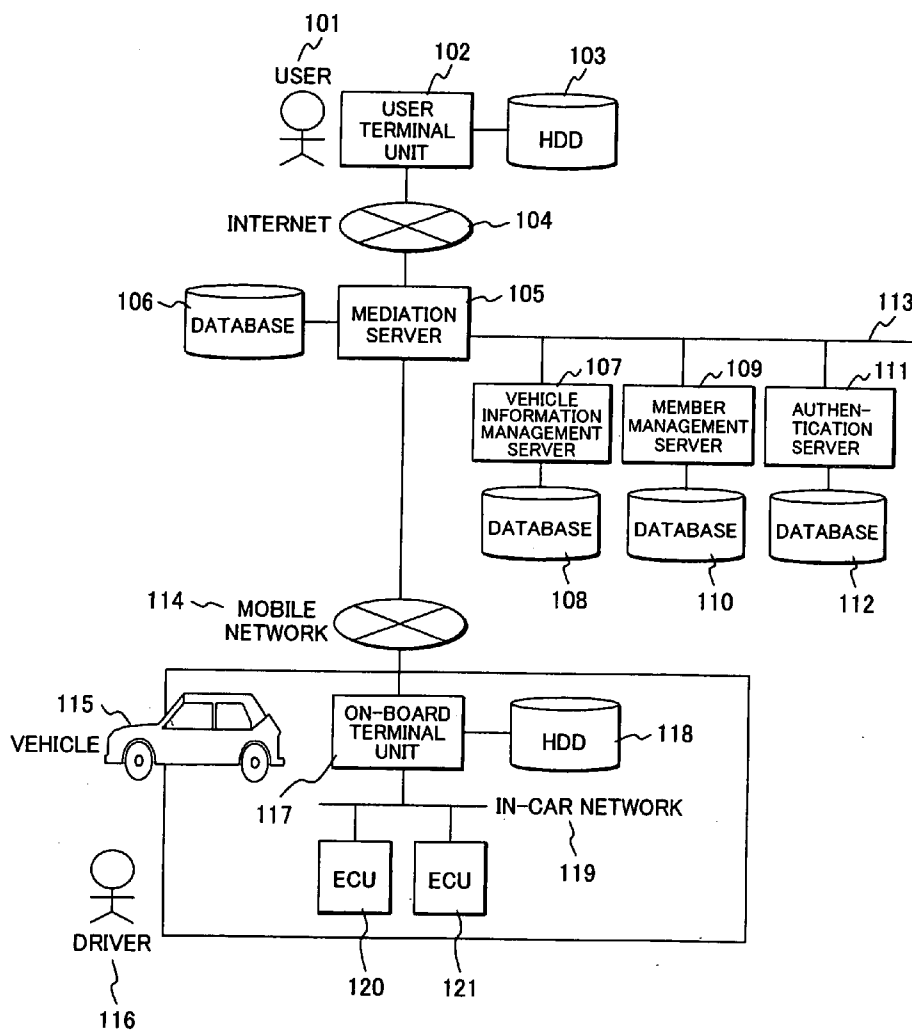 101
USER
102
103
USER
TERMINAL
UNIT
HDD
INTERNET
104
106
DATABASE
105
MEDIATION
SERVER
113
107
109
111
VEHICLE
INFORMATION
MANAGEMENT
SERVER
MEMBER
MANAGEMENT
SERVER
AUTHEN-
TICATION
SERVER
DATABASE
DATABASE
DATABASE
108
110
112
114
MOBILE
NETWORK
115
VEHICLE
ON-BOARD
TERMINAL
UNIT
HDD
118
117
IN-CAR NETWORK
119
ECU
ECU
DRIVER
120
121
116